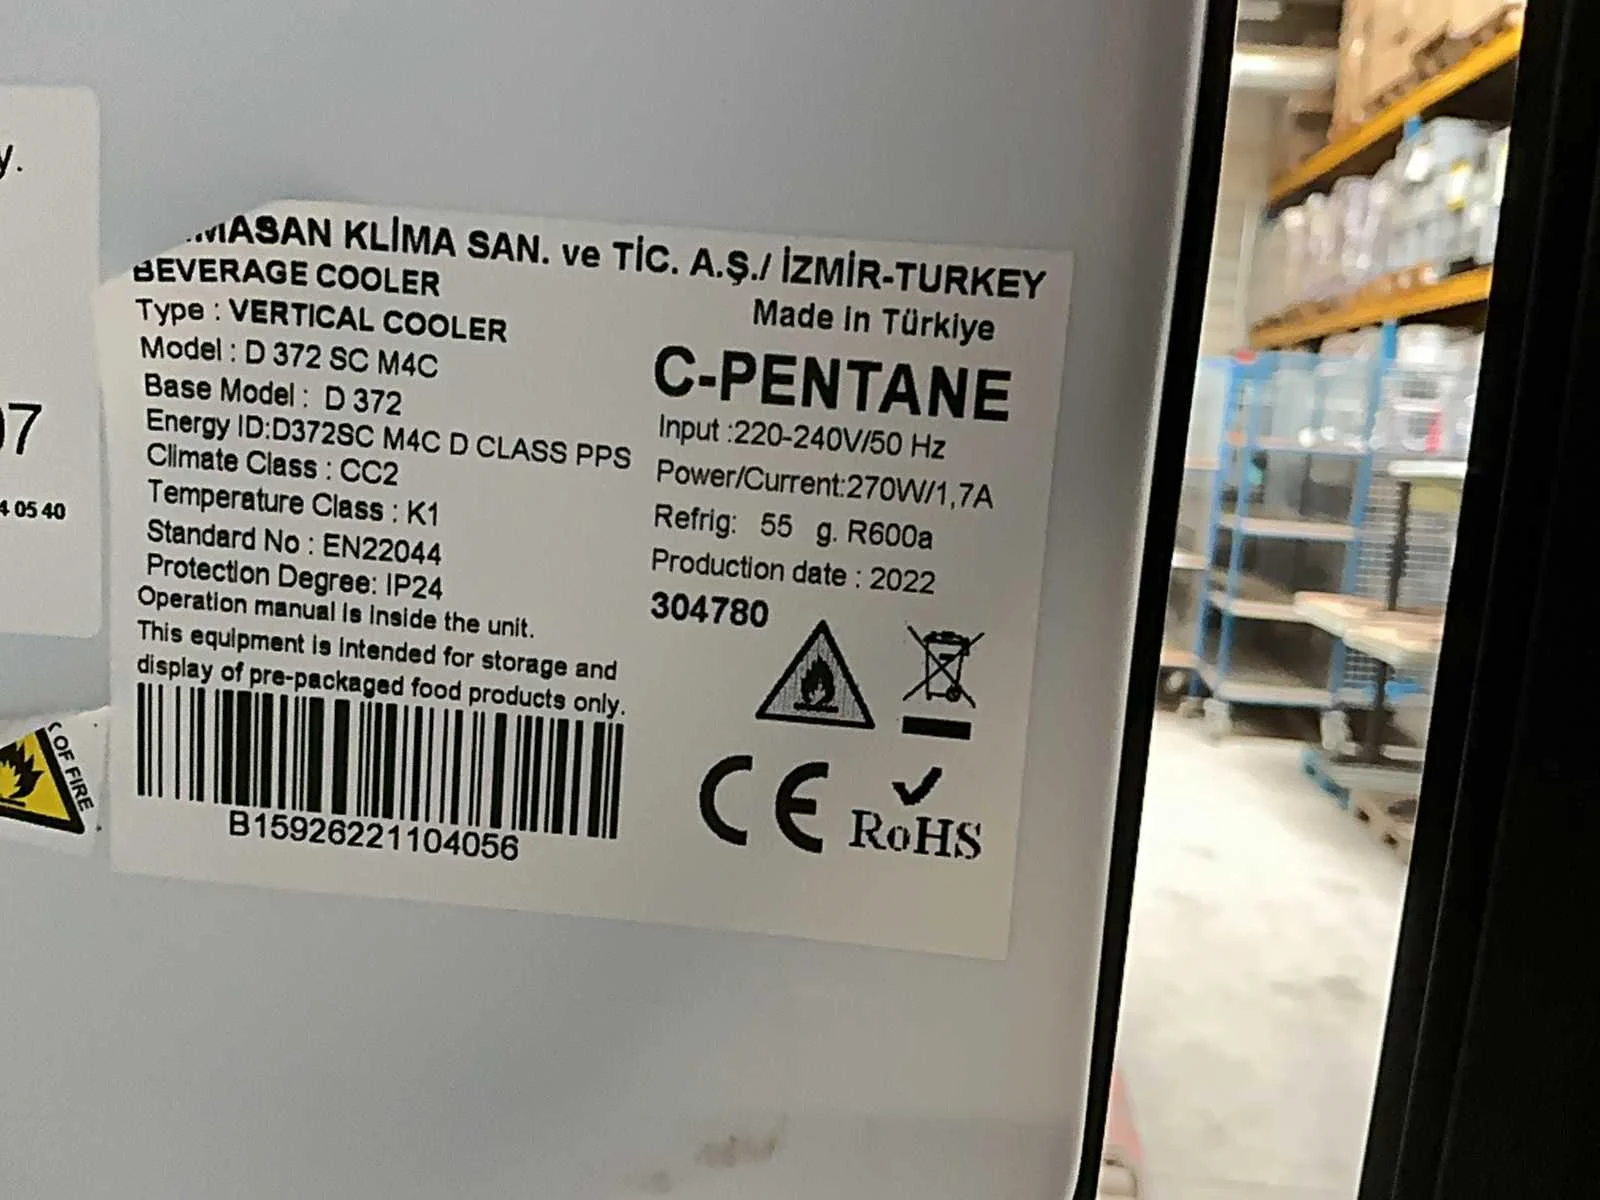 y.
07
4 05 40
MASAN KLİMA SAN. ve TİC. A.Ş./ İZMİR-TURKEY
BEVERAGE COOLER
Made in Türkiye
Type : VERTICAL COOLER
Model : D 372 SC M4C
Base Model : D 372
Energy ID:D372SC M4C D CLASS PPS
Climate Class : CC2
Temperature Class : K1
Standard No : EN22044
Protection Degree: IP24
Operation manual is inside the unit.
This equipment is intended for storage and
display of pre-packaged food products only.
B15926221104056
C-PENTANE
Input :220-240V/50 Hz
Power/Current:270W/1,7A
Refrig: 55 g. R600a
Production date : 2022
304780
CE
RoHS
OF FIRE